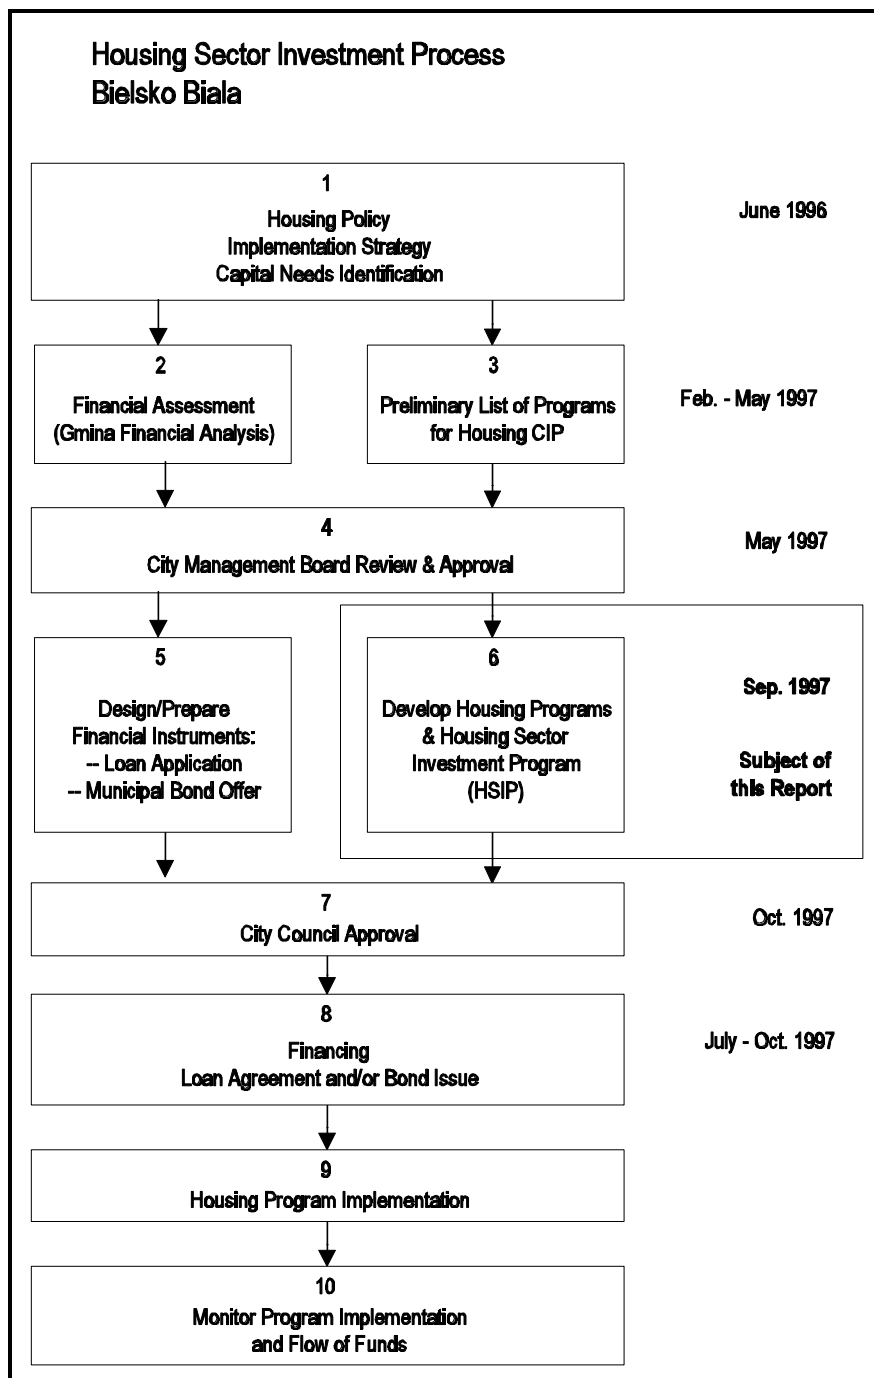 Housing Sector Investment Process
Bielsko Biala
1
Housing Policy
Implementation Strategy
Capital Needs Identification
June 1996
2
Financial Assessment
(Gmina Financial Analysis)
3
Preliminary List of Programs
for Housing CIP
Feb. - May 1997
4
City Management Board Review & Approval
May 1997
5
Design/Prepare
Financial Instruments:
-- Loan Application
-- Municipal Bond Offer
6
Develop Housing Programs
& Housing Sector
Investment Program
(HSIP)
Sep. 1997
Subject of
this Report
7
City Council Approval
Oct. 1997
8
Financing
Loan Agreement and/or Bond Issue
July - Oct. 1997
9
Housing Program Implementation
10
Monitor Program Implementation
and Flow of Funds